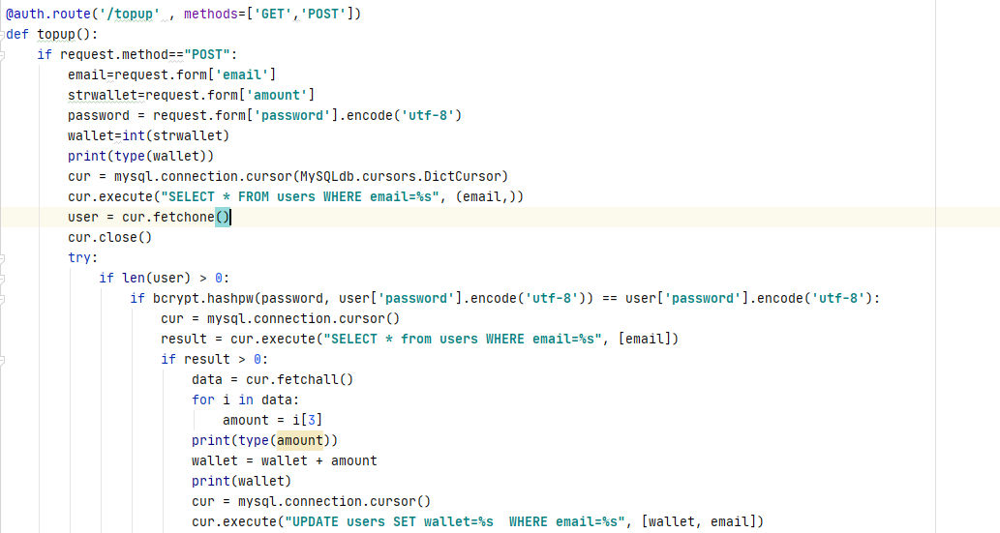 @auth.route('/topup' , methods=['GET','POST'])
def topup():
    if request.method=="POST":
        email=request.form['email']
        strwallet=request.form['amount']
        password = request.form['password'].encode('utf-8')
        wallet=int(strwallet)
        print(type(wallet))
        cur = mysql.connection.cursor(MySQLdb.cursors.DictCursor)
        cur.execute("SELECT * FROM users WHERE email=%s", (email,))
        user = cur.fetchone()
        cur.close()
        try:
            if len(user) > 0:
                if bcrypt.hashpw(password, user['password'].encode('utf-8')) == user['password'].encode('utf-8'):
                    cur = mysql.connection.cursor()
                    result = cur.execute("SELECT * from users WHERE email=%s", [email])
                    if result > 0:
                        data = cur.fetchall()
                        for i in data:
                            amount = i[3]
                        print(type(amount))
                        wallet = wallet + amount
                        print(wallet)
                        cur = mysql.connection.cursor()
                        cur.execute("UPDATE users SET wallet=%s  WHERE email=%s", [wallet, email])